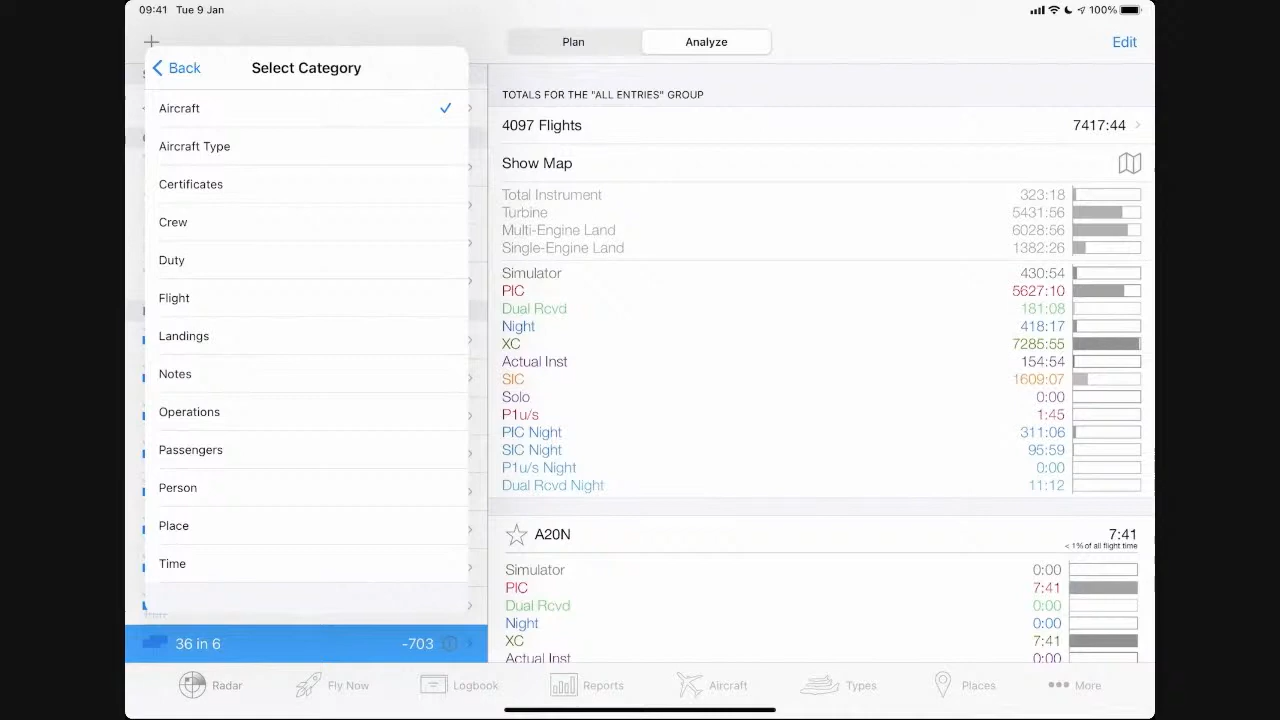 09:41 Tue 9 Jan
100%
Plan
Analyze
Edit
Back
Select Category
Aircraft
Aircraft Type
Certificates
Crew
Duty
Flight
Landings
Notes
Operations
Passengers
Person
Place
Time
36 in 6 -703
TOTALS FOR THE "ALL ENTRIES" GROUP
4097 Flights 7417:44
Show Map
Total Instrument 323:18
Turbine 5431:56
Multi-Engine Land 6028:56
Single-Engine Land 1382:26
Simulator 430:54
PIC 5627:10
Dual Rcvd 181:08
Night 418:17
XC 7285:55
Actual Inst 154:54
SIC 1609:07
Solo 0:00
P1u/s 1:45
PIC Night 311:06
SIC Night 95:59
P1u/s Night 0:00
Dual Rcvd Night 11:12
A20N 7:41
< 1% of all flight time
Simulator 0:00
PIC 7:41
Dual Rcvd 0:00
Night 0:00
XC 7:41
Actual Inst 0:00
Radar
Fly Now
Logbook
Reports
Aircraft
Types
Places
More